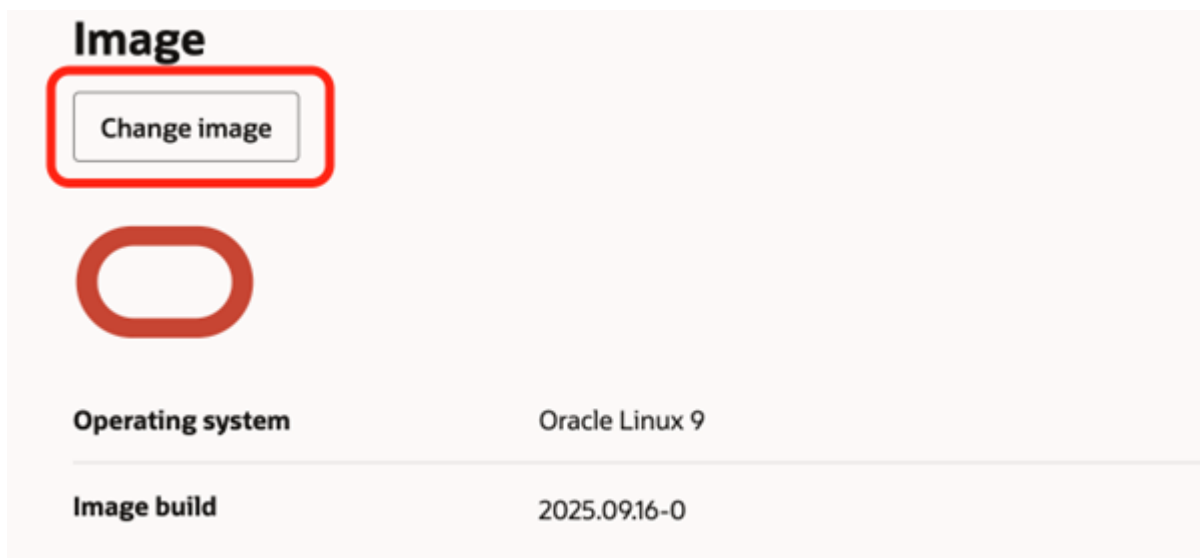 Image
Change image
Operating system Oracle Linux 9
Image build 2025.09.16-0